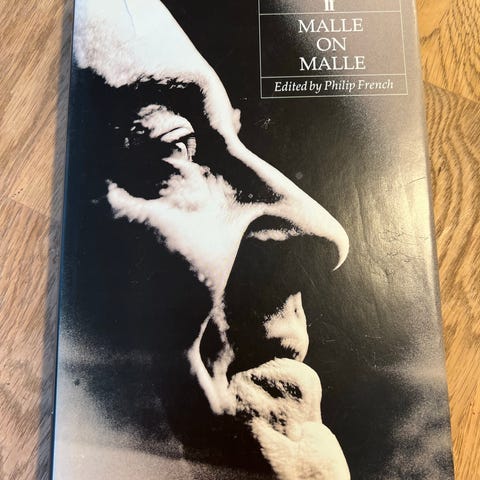 ff
MALLE
ON
MALLE
Edited by Philip French